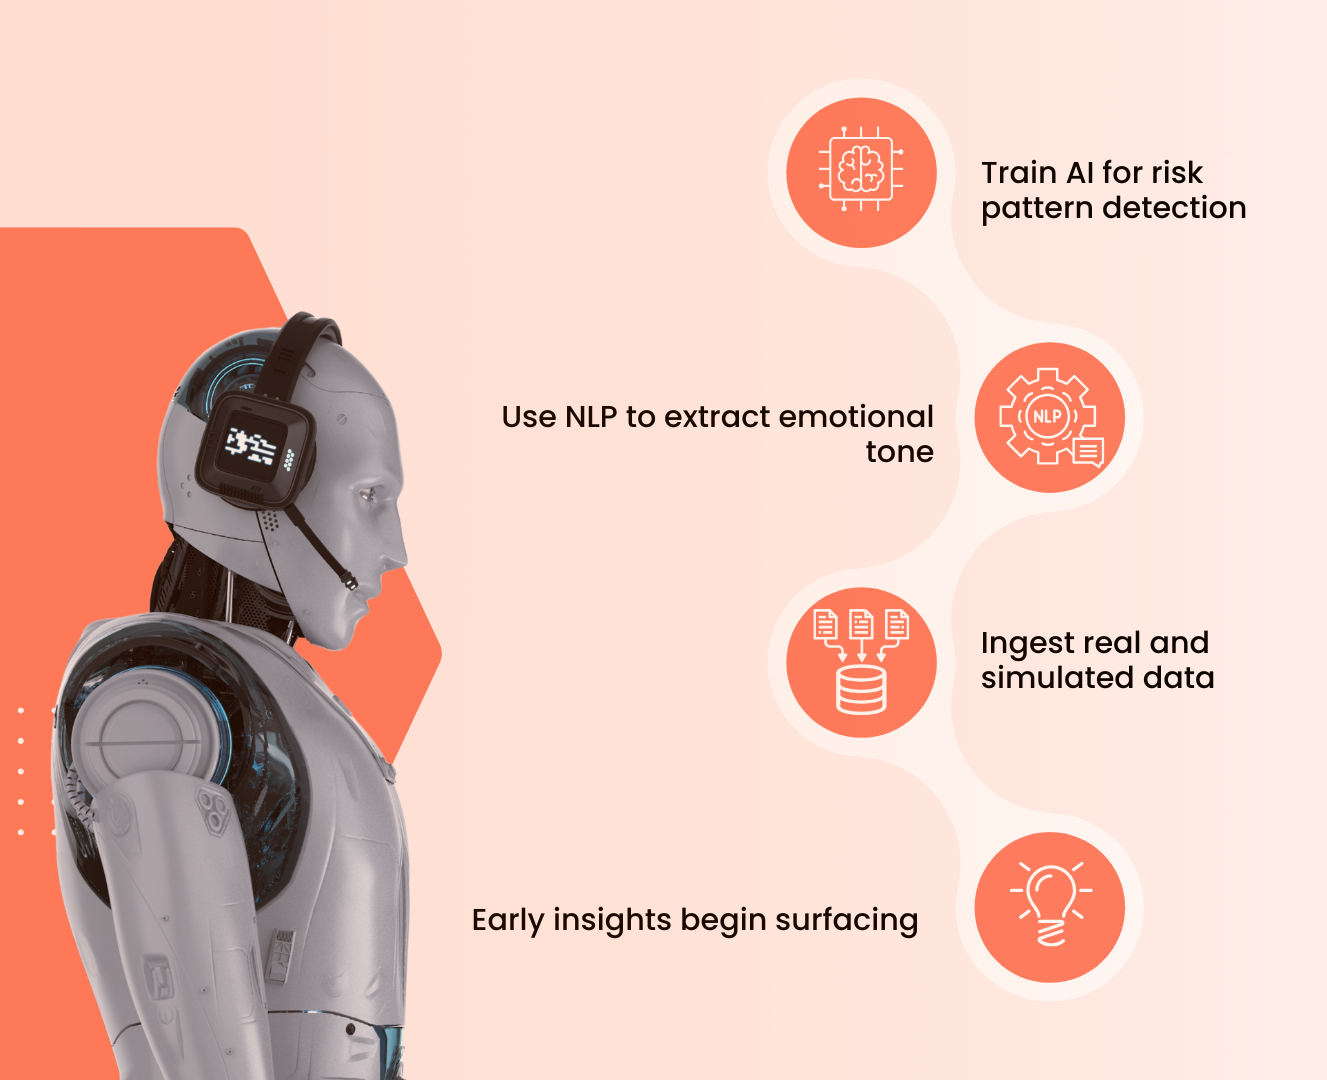 Train AI for risk
pattern detection
Use NLP to extract emotional
tone
NLP
Ingest real and
simulated data
Early insights begin surfacing